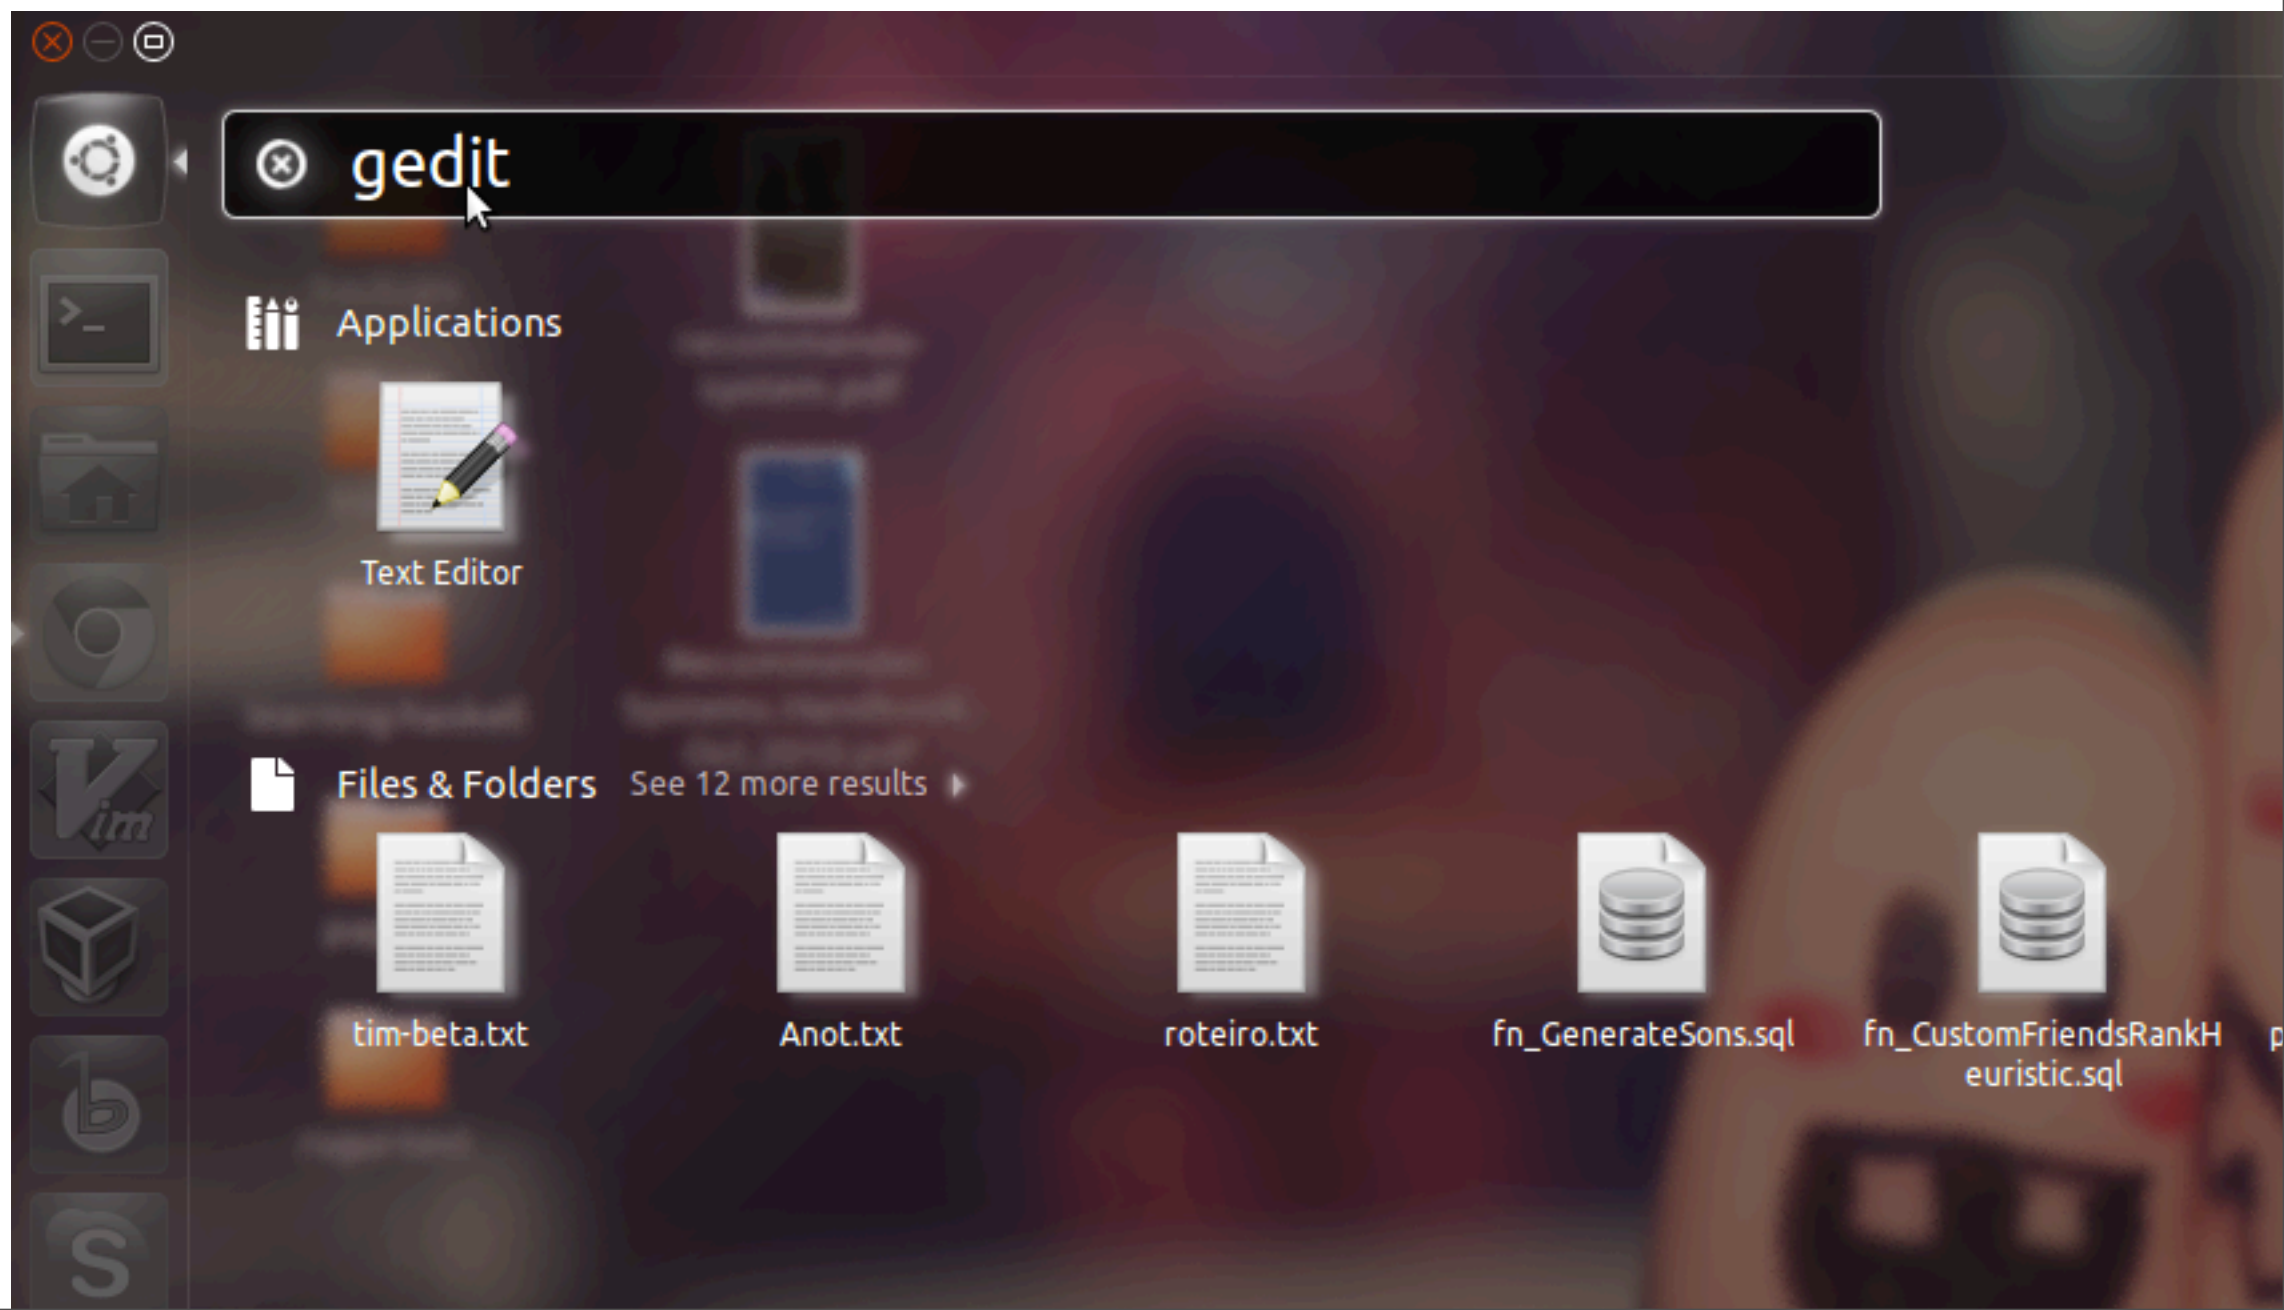 gedit
Applications
Text Editor
Files & Folders See 12 more results
tim-beta.txt
Anot.txt
roteiro.txt
fn_GenerateSons.sql
fn_CustomFriendsRankH
euristic.sql
p
>_
Vim
b
S